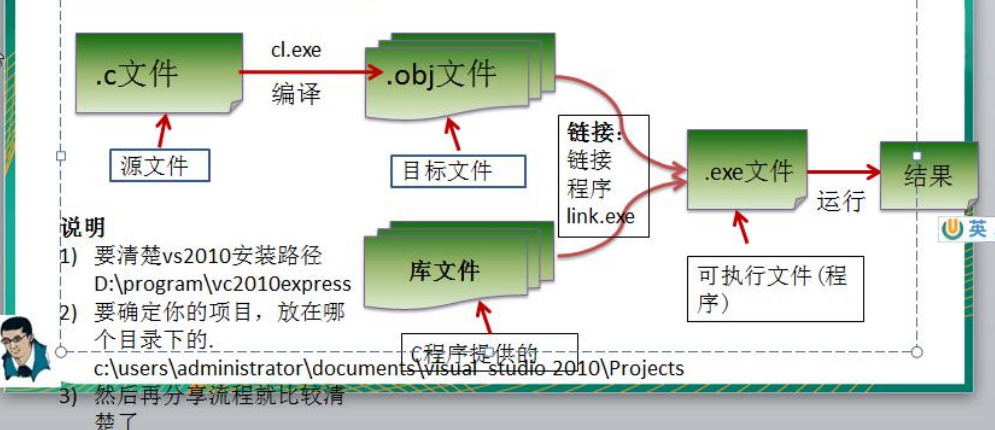 .c文件
cl.exe
编译
.obj文件
源文件
目标文件
链接：
链接
程序
link.exe
.exe文件
运行
结果
英
库文件
可执行文件(程
序)
C程序提供的
说明
1) 要清楚vs2010安装路径
D:\program\vc2010express
2) 要确定你的项目，放在哪
个目录下的.
c:\users\administrator\documents\visual studio 2010\Projects
3) 然后再分享流程就比较清
楚了